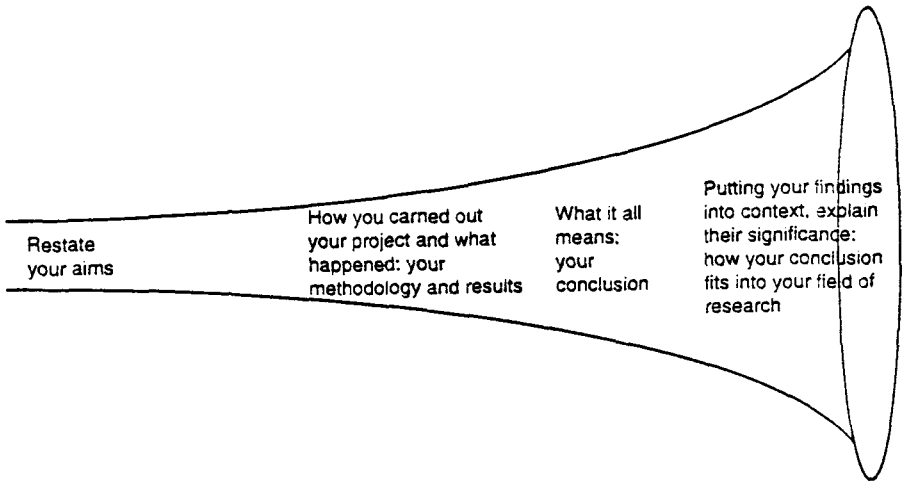 Restate
your aims
How you carned out
your project and what
happened: your
methodology and results
What it all
means:
your
conclusion
Putting your findings
into context, explain
their significance:
how your conclusion
fits into your field of
research